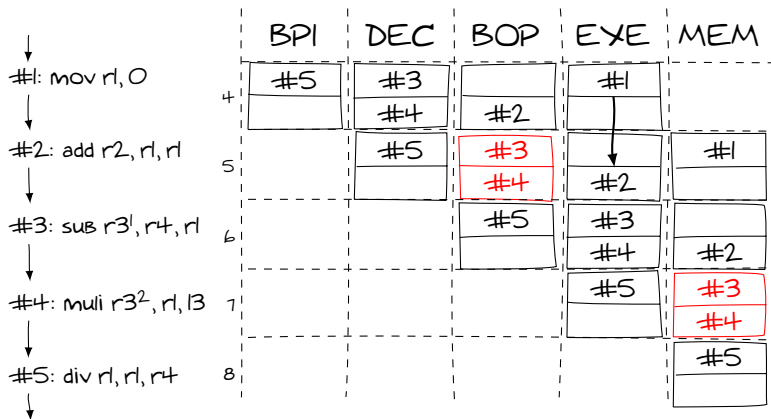 BPI DEC BOP EXE MEM
#1: mov r1, 0
4 #5 #3 #1
#4 #2
#2: add r2, r1, r1
5 #5 #3 #1
#4 #2
#3: sub r3¹, r4, r1
6 #5 #3
#4 #2
#4: muli r3², r1, 13
7 #5 #3
#4
#5: div r1, r1, r4
8 #5